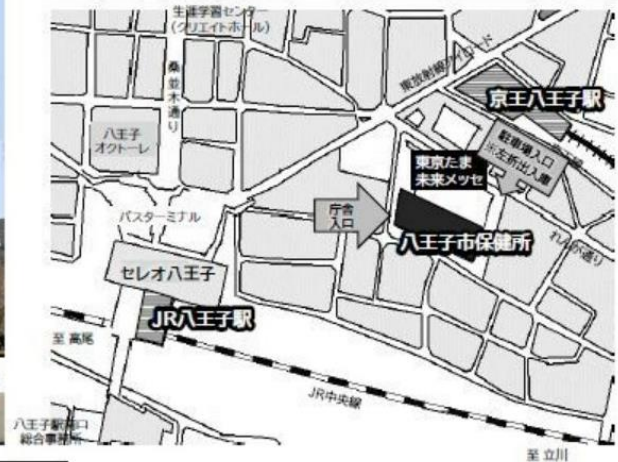 生涯学習センター
(クリエイトホール)
東放射線アイロード
京王八王子駅
桑並木通り
八王子
オクトーレ
駐車場入口
※左折出入庫
東京たま
未来メッセ
庁舎
入口
バスターミナル
八王子市保健所
れんが通り
セレオ八王子
JR八王子駅
至 高尾
JR中央線
八王子駅南口
総合事務所
至 立川